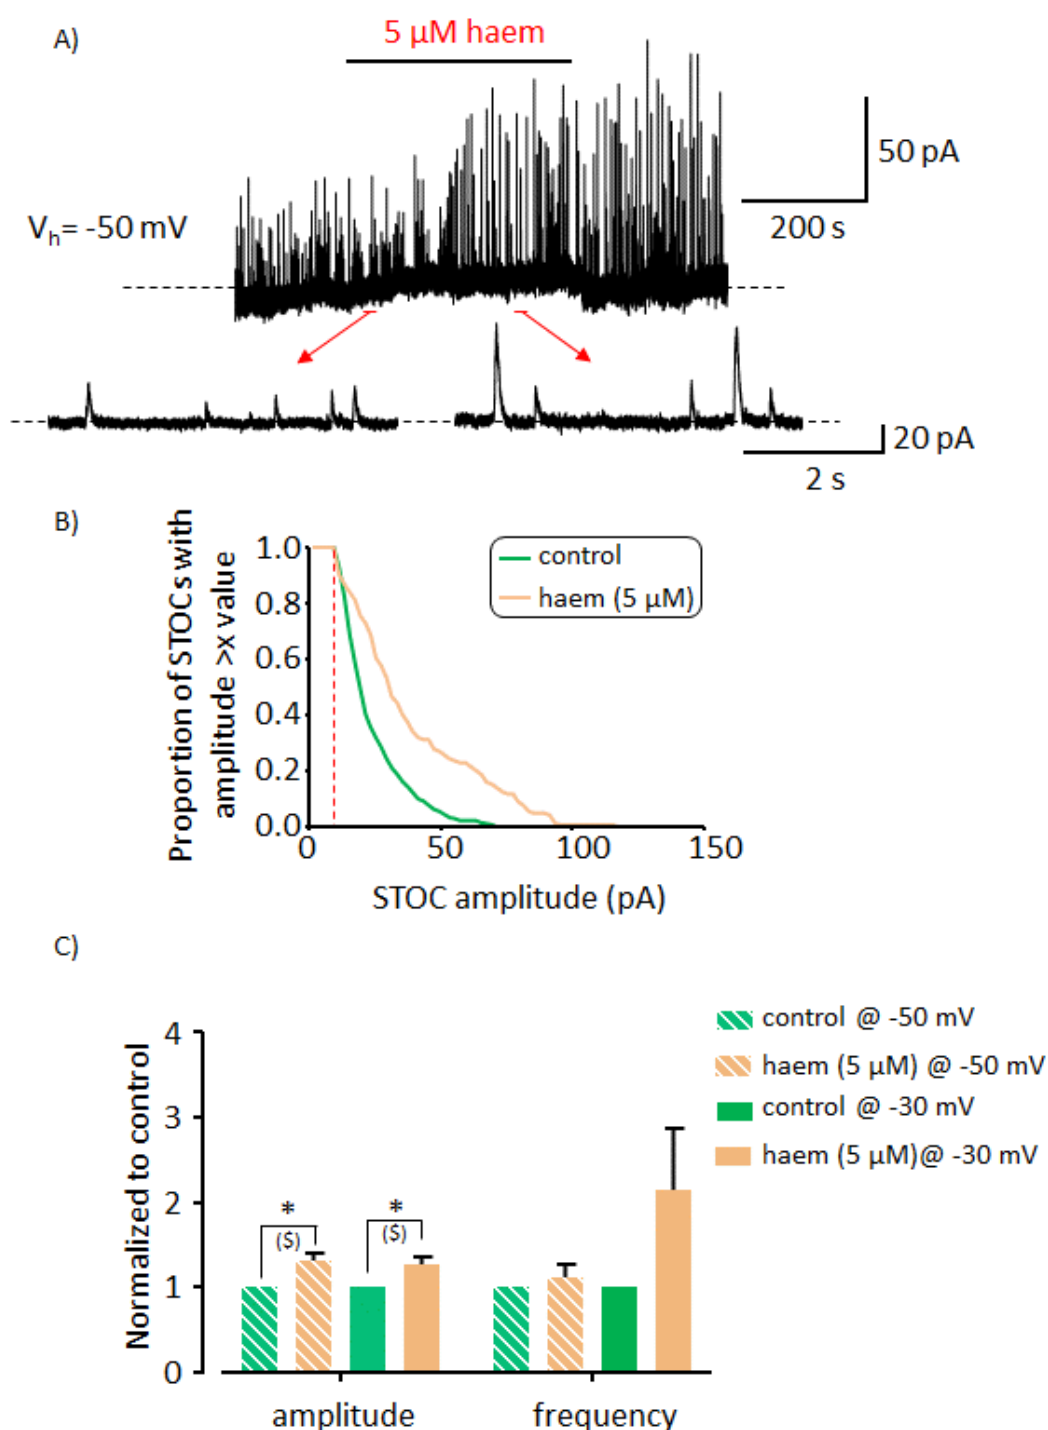 A)
5 µM haem
50 pA
200 s
Vh= -50 mV
20 pA
2 s
B)
Proportion of STOCs with
amplitude >x value
1.0
0.8
0.6
0.4
0.2
0.0
control
haem (5 µM)
0 50 100 150
STOC amplitude (pA)
C)
Normalized to control
4
3
2
1
0
control @ -50 mV
haem (5 µM) @ -50 mV
control @ -30 mV
haem (5 µM)@ -30 mV
* *
($) ($)
amplitude frequency